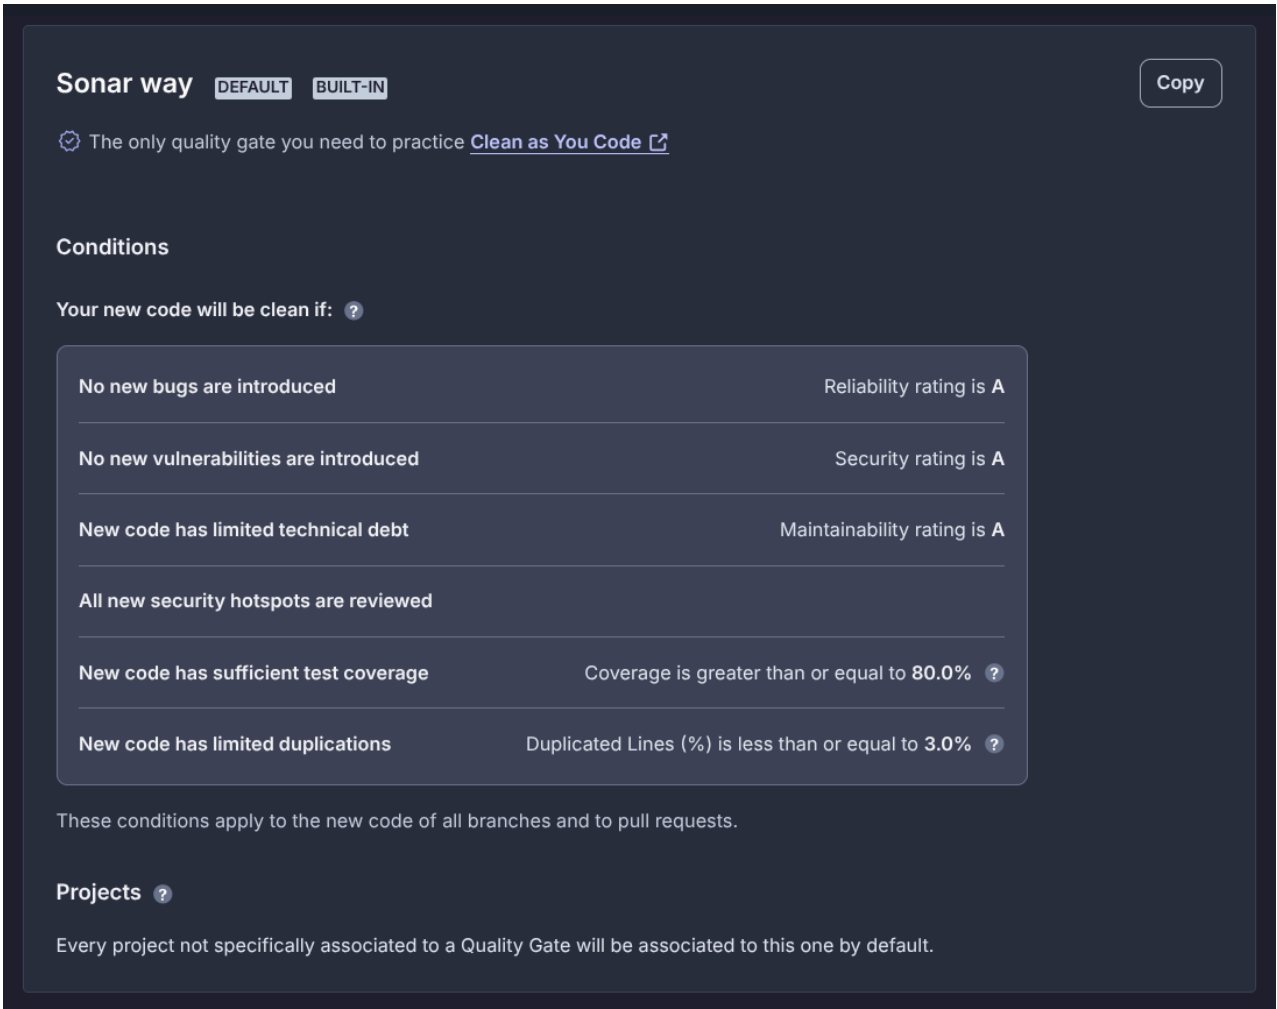 Sonar way DEFAULT BUILT-IN Copy
The only quality gate you need to practice Clean as You Code
Conditions
Your new code will be clean if: ?
No new bugs are introduced Reliability rating is A
No new vulnerabilities are introduced Security rating is A
New code has limited technical debt Maintainability rating is A
All new security hotspots are reviewed
New code has sufficient test coverage Coverage is greater than or equal to 80.0% ?
New code has limited duplications Duplicated Lines (%) is less than or equal to 3.0% ?
These conditions apply to the new code of all branches and to pull requests.
Projects ?
Every project not specifically associated to a Quality Gate will be associated to this one by default.